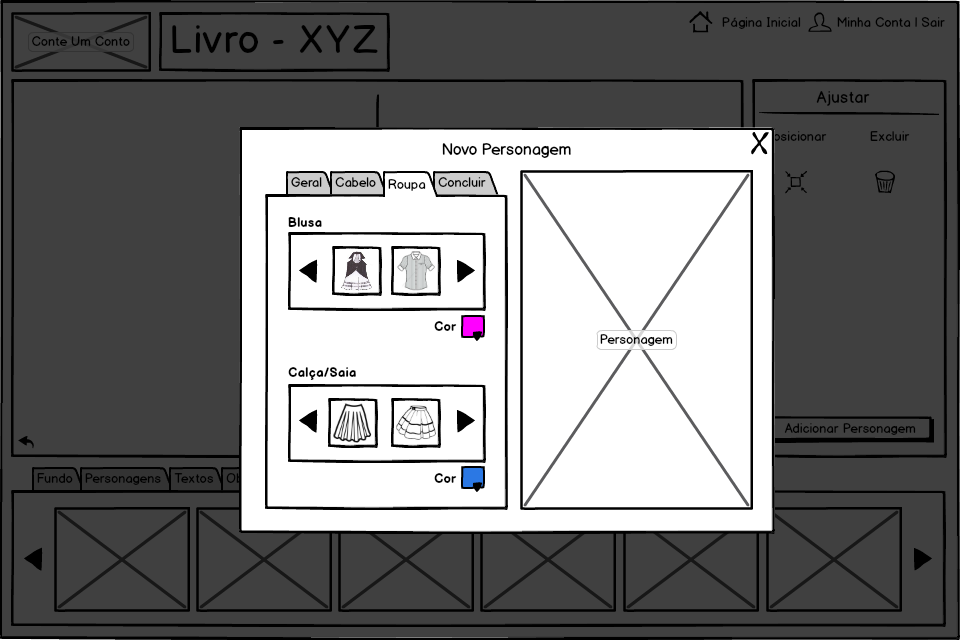 Conte Um Conto
Livro - XYZ
Página Inicial
Minha Conta | Sair
Ajustar
osicionar
Excluir
Novo Personagem
X
Geral
Cabelo
Roupa
Concluir
Blusa
Cor
Calça/Saia
Cor
Personagem
Adicionar Personagem
Fundo
Personagens
Textos